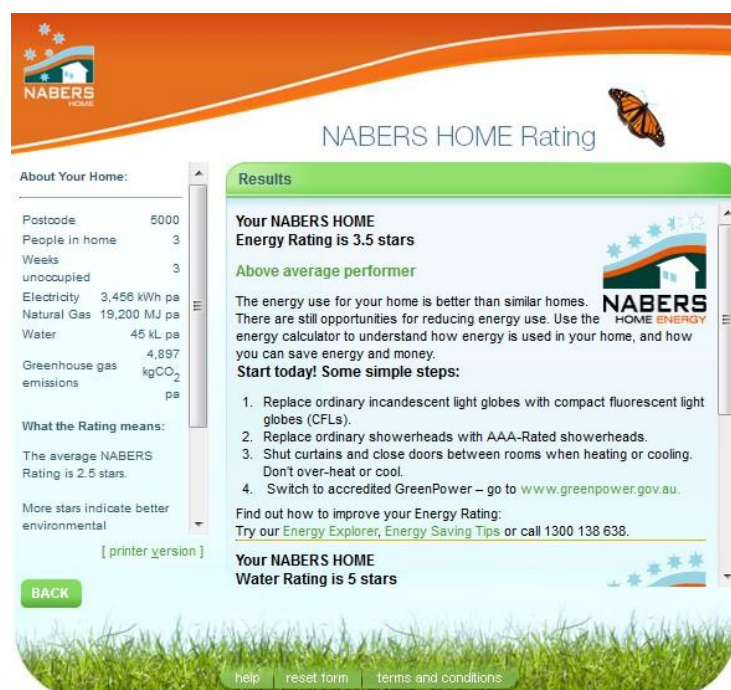 NABERS
HOME
NABERS HOME Rating
About Your Home:
Postcode 5000
People in home 3
Weeks
unoccupied 3
Electricity 3,456 kWh pa
Natural Gas 19,200 MJ pa
Water 45 kL pa
Greenhouse gas
emissions 4,897
kgCO2
pa
What the Rating means:
The average NABERS
Rating is 2.5 stars.
More stars indicate better
environmental
[ printer version ]
BACK
Results
Your NABERS HOME
Energy Rating is 3.5 stars
Above average performer
NABERS
HOME ENERGY
The energy use for your home is better than similar homes.
There are still opportunities for reducing energy use. Use the
energy calculator to understand how energy is used in your home, and how
you can save energy and money.
Start today! Some simple steps:
1. Replace ordinary incandescent light globes with compact fluorescent light
globes (CFLs).
2. Replace ordinary showerheads with AAA-Rated showerheads.
3. Shut curtains and close doors between rooms when heating or cooling.
Don't over-heat or cool.
4. Switch to accredited GreenPower – go to www.greenpower.gov.au.
Find out how to improve your Energy Rating:
Try our Energy Explorer, Energy Saving Tips or call 1300 138 638.
Your NABERS HOME
Water Rating is 5 stars
help | reset form | terms and conditions